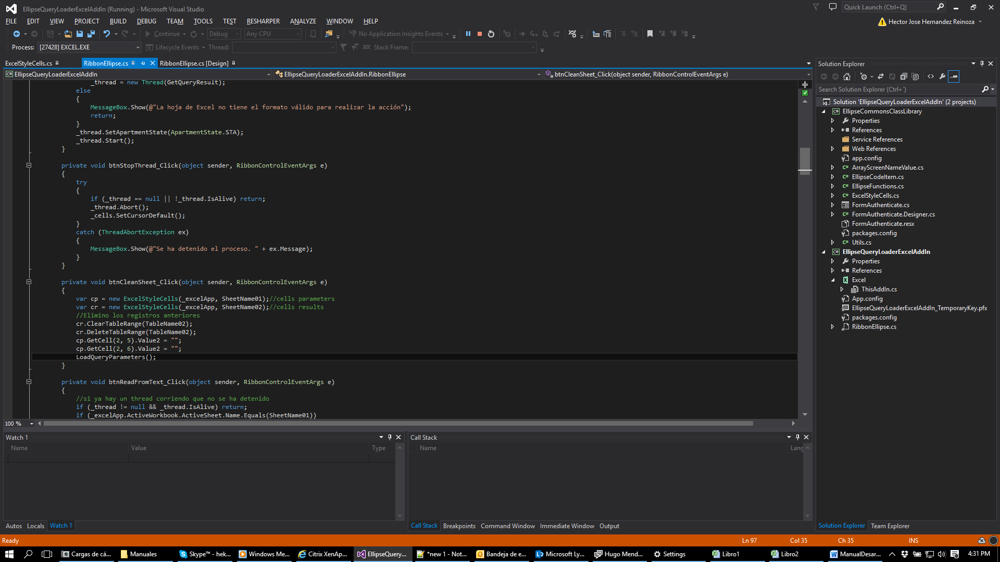 EllipseQueryLoaderExcelAddIn (Running) - Microsoft Visual Studio
Quick Launch (Ctrl+Q)
FILE EDIT VIEW PROJECT BUILD DEBUG TEAM TOOLS TEST RESHARPER ANALYZE WINDOW HELP
Hector Jose Hernandez Reinoza
Continue Debug Any CPU No Application Insights Events
Process: [27428] EXCEL.EXE Lifecycle Events Thread: Stack Frame:
ExcelStyleCells.cs RibbonEllipse.cs RibbonEllipse.cs [Design]
EllipseQueryLoaderExcelAddIn EllipseQueryLoaderExcelAddIn.RibbonEllipse btnCleanSheet_Click(object sender, RibbonControlEventArgs e)
_thread = new Thread(GetQueryResult);
else
{
MessageBox.Show(@"La hoja de Excel no tiene el formato válido para realizar la acción");
return;
}
_thread.SetApartmentState(ApartmentState.STA);
_thread.Start();
}
private void btnStopThread_Click(object sender, RibbonControlEventArgs e)
{
try
{
if (_thread == null || !_thread.IsAlive) return;
_thread.Abort();
_cells.SetCursorDefault();
}
catch (ThreadAbortException ex)
{
MessageBox.Show(@"Se ha detenido el proceso. " + ex.Message);
}
}
private void btnCleanSheet_Click(object sender, RibbonControlEventArgs e)
{
var cp = new ExcelStyleCells(_excelApp, SheetName01);//cells parameters
var cr = new ExcelStyleCells(_excelApp, SheetName02);//cells results
//Elimino los registros anteriores
cr.ClearTableRange(TableName02);
cr.DeleteTableRange(TableName02);
cp.GetCell(2, 5).Value2 = "";
cp.GetCell(2, 6).Value2 = "";
LoadQueryParameters();
}
private void btnReadFromText_Click(object sender, RibbonControlEventArgs e)
{
//si ya hay un thread corriendo que no se ha detenido
if (_thread != null && _thread.IsAlive) return;
if (_excelApp.ActiveWorkbook.ActiveSheet.Name.Equals(SheetName01))
100 %
Watch 1
Name Value Type
Autos Locals Watch 1
Call Stack
Name Lang
Call Stack Breakpoints Command Window Immediate Window Output
Solution Explorer
Search Solution Explorer (Ctrl+´)
Solution 'EllipseQueryLoaderExcelAddIn' (2 projects)
EllipseCommonsClassLibrary
Properties
References
Service References
Web References
app.config
ArrayScreenNameValue.cs
EllipseCodeItem.cs
EllipseFunctions.cs
ExcelStyleCells.cs
FormAuthenticate.cs
FormAuthenticate.Designer.cs
FormAuthenticate.resx
packages.config
Utils.cs
EllipseQueryLoaderExcelAddIn
Properties
References
Excel
ThisAddIn.cs
App.config
EllipseQueryLoaderExcelAddIn_TemporaryKey.pfx
packages.config
RibbonEllipse.cs
Solution Explorer Team Explorer
Ready Ln 97 Col 35 Ch 35 INS
Cargas de cá... Manuales Skype™ - hek... Windows Me... Citrix XenAp... EllipseQuery... *new 1 - Not... Bandeja de e... Microsoft Ly... Hugo Mend... Settings Libro1 Libro2 ManualDesar... 4:31 PM